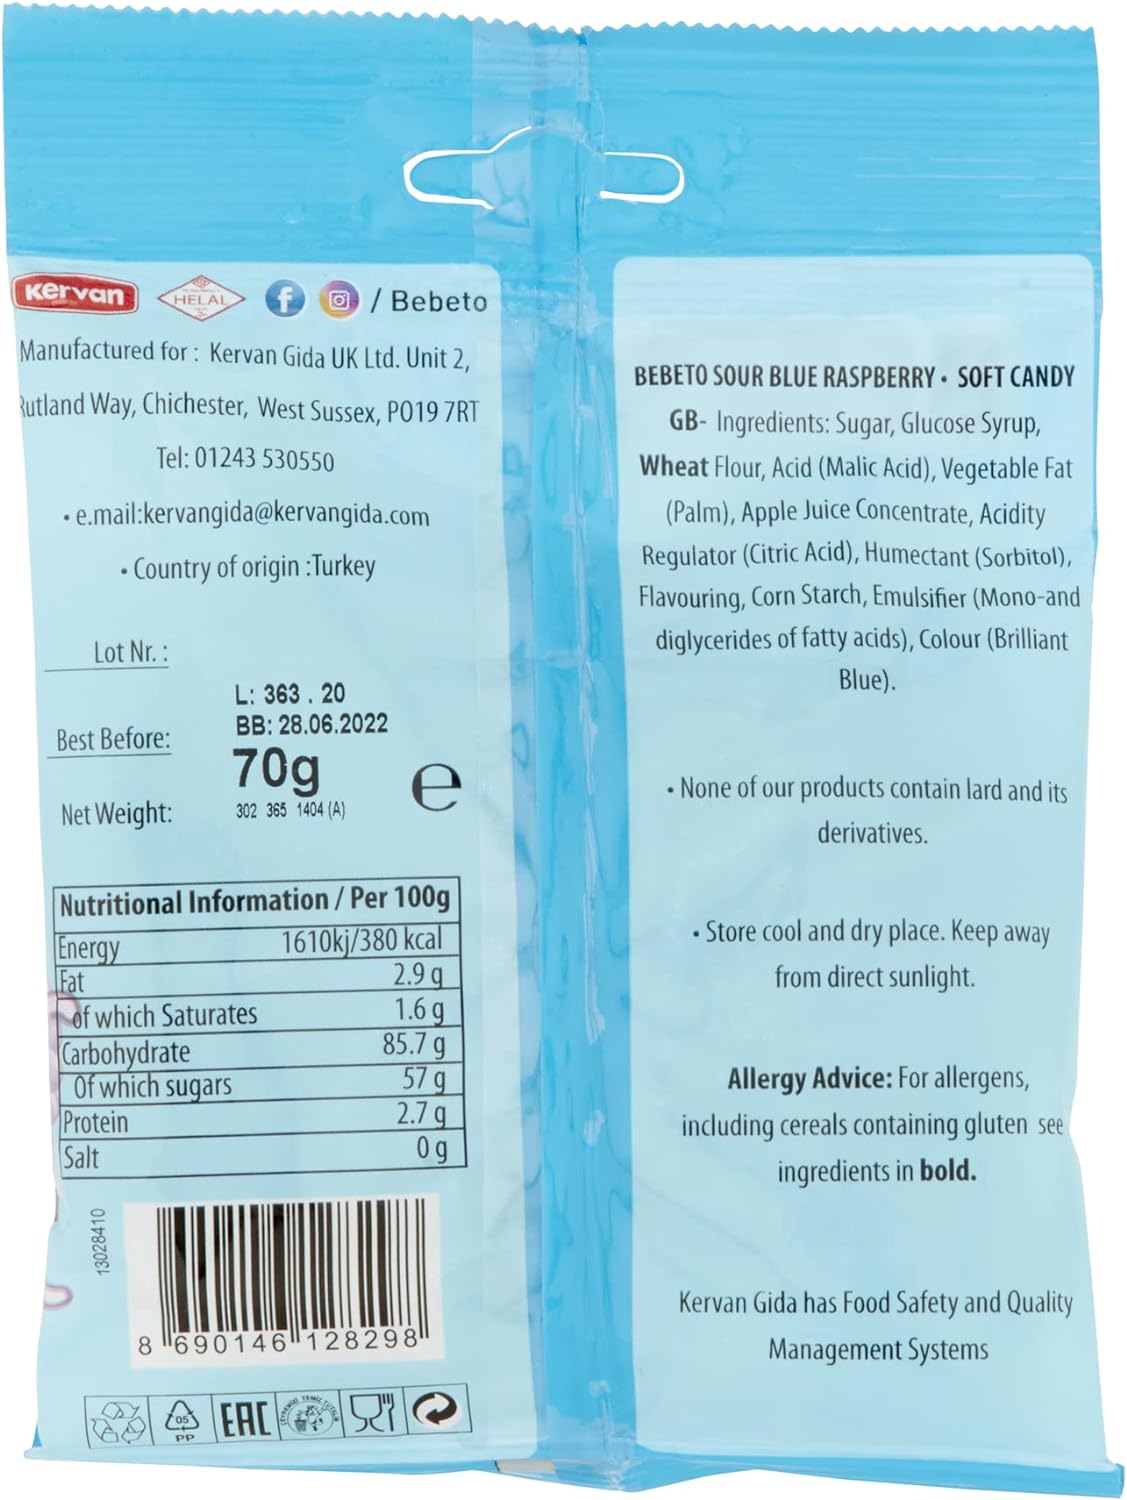 Kervan HELAL f / Bebeto
Manufactured for : Kervan Gida UK Ltd. Unit 2,
Rutland Way, Chichester, West Sussex, PO19 7RT
Tel: 01243 530550
• e.mail:kervangida@kervangida.com
• Country of origin :Turkey
Lot Nr. :
L: 363 . 20
BB: 28.06.2022
Best Before:
70g e
Net Weight:
302 365 1404 (A)
Nutritional Information / Per 100g
Energy 1610kj/380 kcal
Fat 2.9 g
of which Saturates 1.6 g
Carbohydrate 85.7 g
Of which sugars 57 g
Protein 2.7 g
Salt 0 g
13028410
8 690146 128298
05
PP
EAC
BEBETO SOUR BLUE RASPBERRY • SOFT CANDY
GB- Ingredients: Sugar, Glucose Syrup,
Wheat Flour, Acid (Malic Acid), Vegetable Fat
(Palm), Apple Juice Concentrate, Acidity
Regulator (Citric Acid), Humectant (Sorbitol),
Flavouring, Corn Starch, Emulsifier (Mono-and
diglycerides of fatty acids), Colour (Brilliant
Blue).
• None of our products contain lard and its
derivatives.
• Store cool and dry place. Keep away
from direct sunlight.
Allergy Advice: For allergens,
including cereals containing gluten see
ingredients in bold.
Kervan Gida has Food Safety and Quality
Management Systems